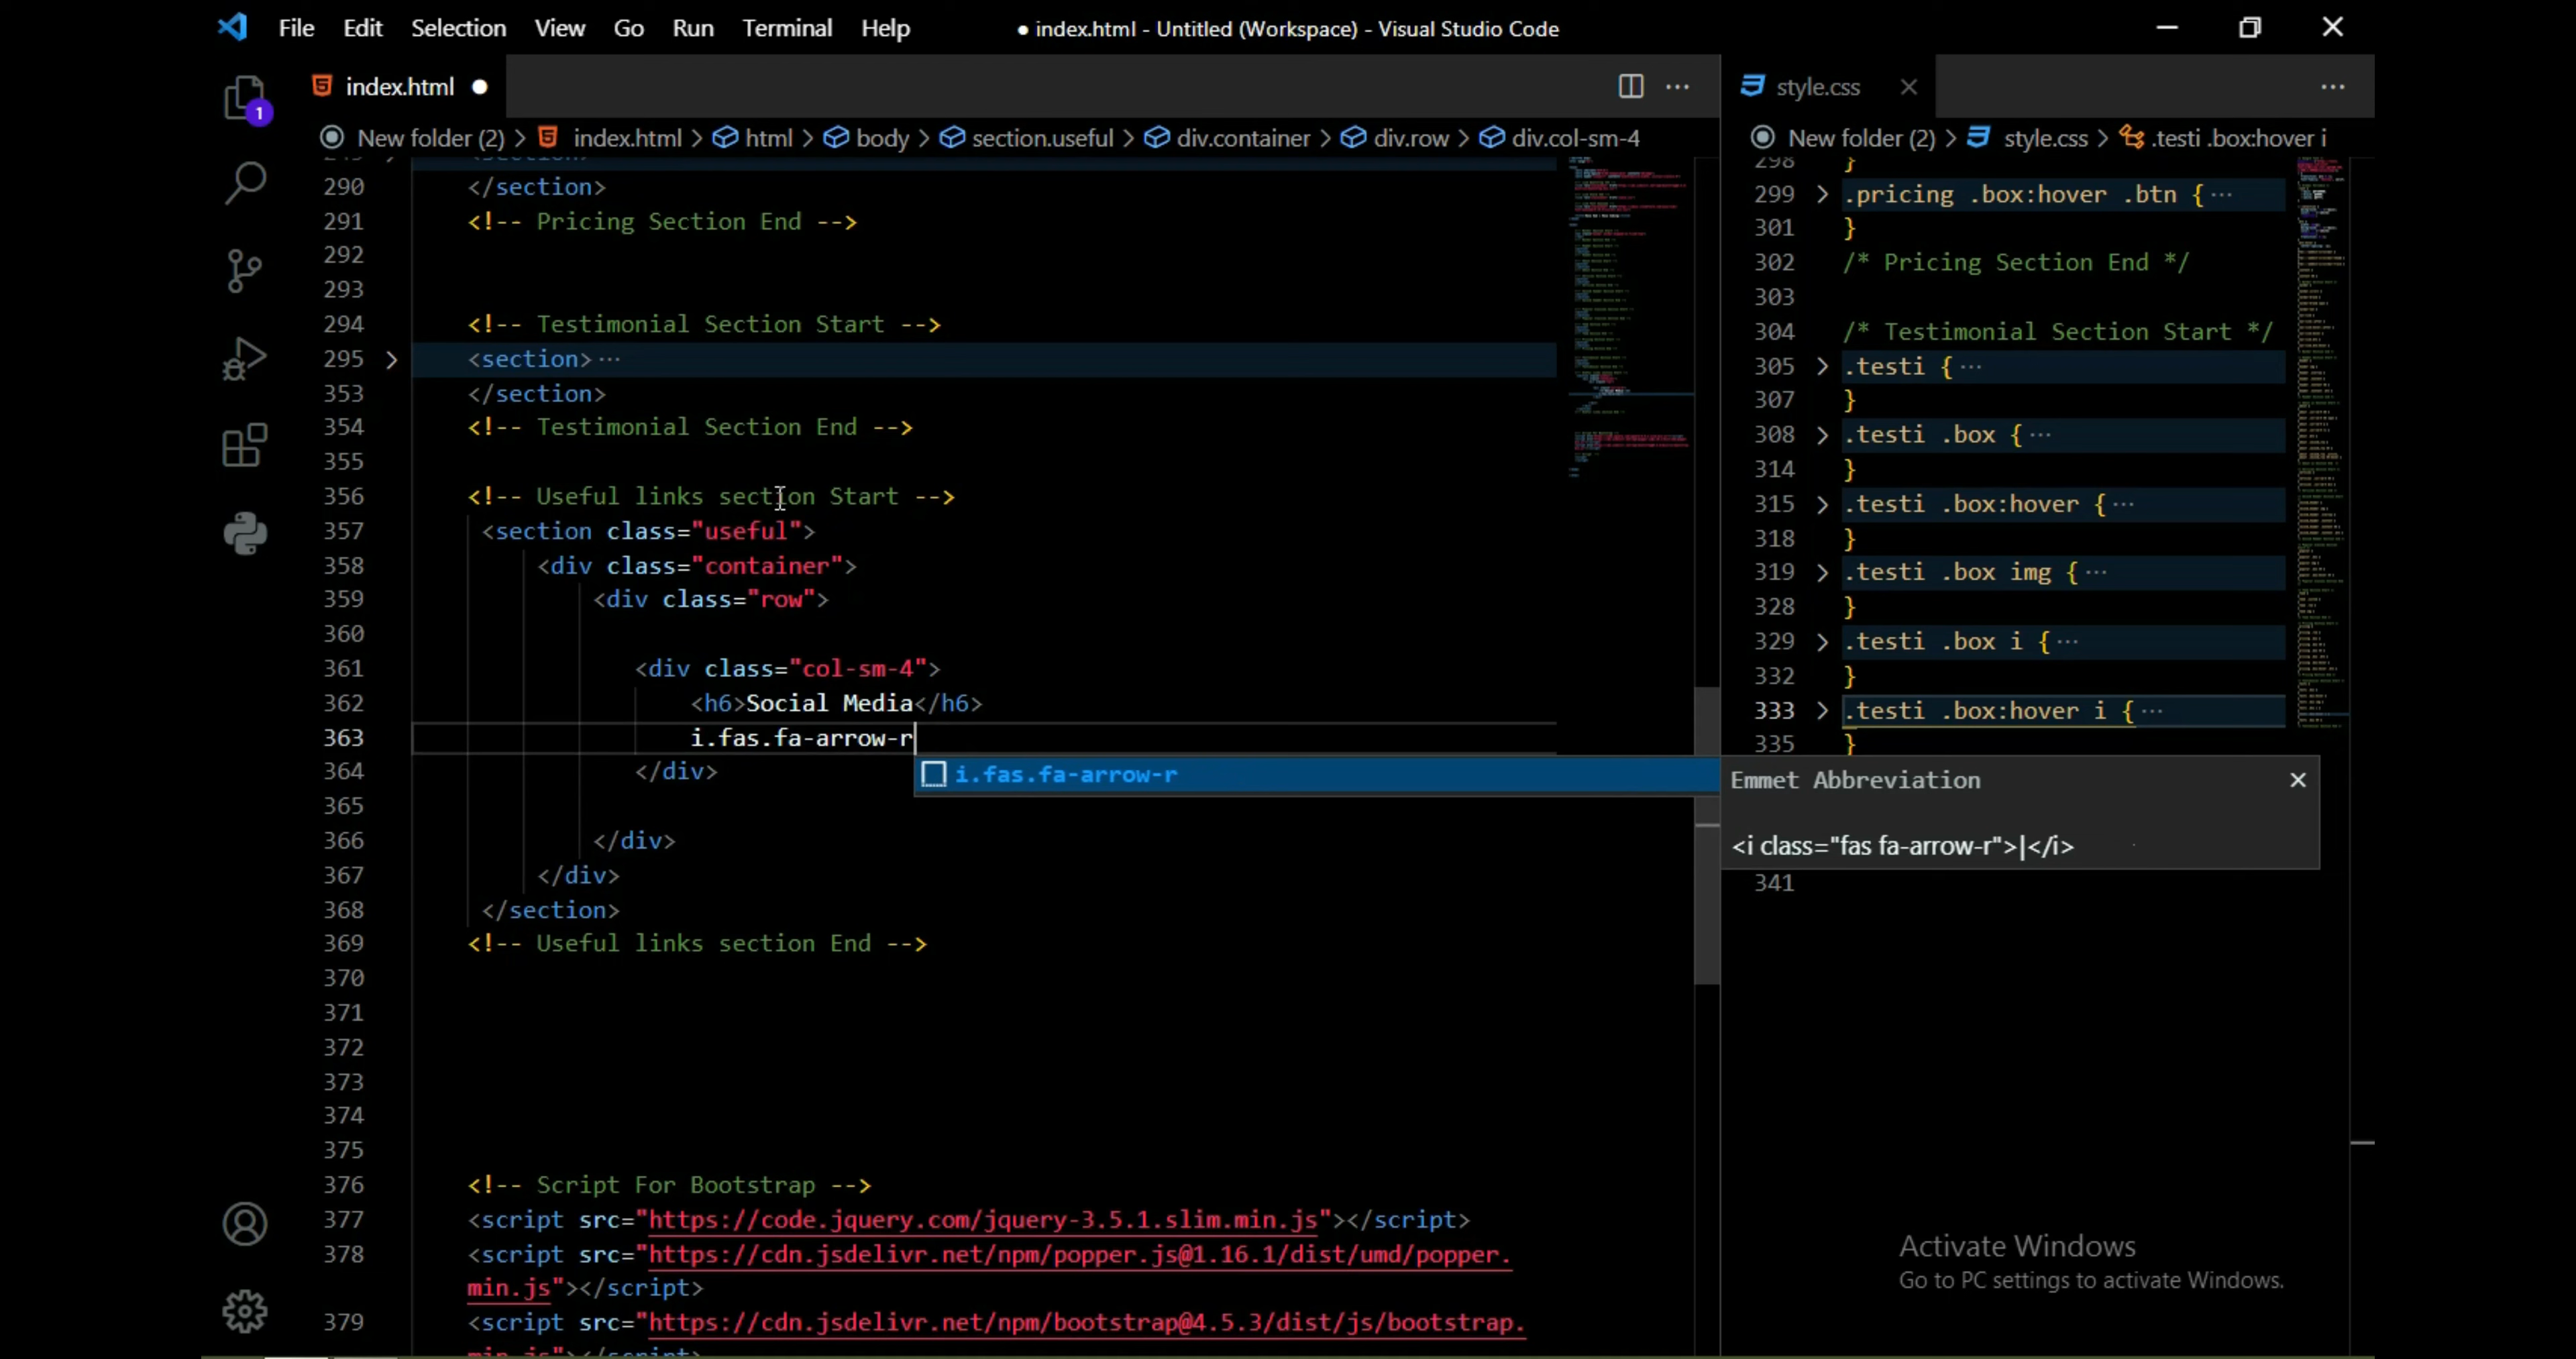 File Edit Selection View Go Run Terminal Help ● index.html - Untitled (Workspace) - Visual Studio Code
1
index.html ●
New folder (2) > index.html > html > body > section.useful > div.container > div.row > div.col-sm-4
290 </section>
291 <!-- Pricing Section End -->
292
293
294 <!-- Testimonial Section Start -->
295 <section>···
353 </section>
354 <!-- Testimonial Section End -->
355
356 <!-- Useful links section Start -->
357 <section class="useful">
358 <div class="container">
359 <div class="row">
360
361 <div class="col-sm-4">
362 <h6>Social Media</h6>
363 i.fas.fa-arrow-r
i.fas.fa-arrow-r
364 </div>
365
366 </div>
367 </div>
368 </section>
369 <!-- Useful links section End -->
370
371
372
373
374
375
376 <!-- Script For Bootstrap -->
377 <script src="https://code.jquery.com/jquery-3.5.1.slim.min.js"></script>
378 <script src="https://cdn.jsdelivr.net/npm/popper.js@1.16.1/dist/umd/popper.
min.js"></script>
379 <script src="https://cdn.jsdelivr.net/npm/bootstrap@4.5.3/dist/js/bootstrap.
min.js"></script>
style.css
New folder (2) > style.css > .testi .box:hover i
298 }
299 .pricing .box:hover .btn {···
301 }
302 /* Pricing Section End */
303
304 /* Testimonial Section Start */
305 .testi {···
307 }
308 .testi .box {···
314 }
315 .testi .box:hover {···
318 }
319 .testi .box img {···
328 }
329 .testi .box i {···
332 }
333 .testi .box:hover i {···
335 }
Emmet Abbreviation
<i class="fas fa-arrow-r">|</i>
341
Activate Windows
Go to PC settings to activate Windows.